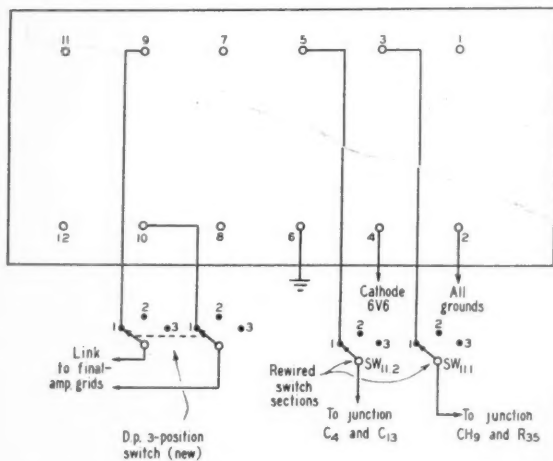 11 9 7 5 3 1
12 10 8 6 4 2
Cathode
6V6
All
grounds
1 2 3
1 2 3
1 2 3
1 2 3
Link
to final-
amp. grids
D.p. 3-position
switch (new)
Rewired
switch
sections
SW11.2
SW11.1
To junction
C4 and C13
To junction
CH9 and R35